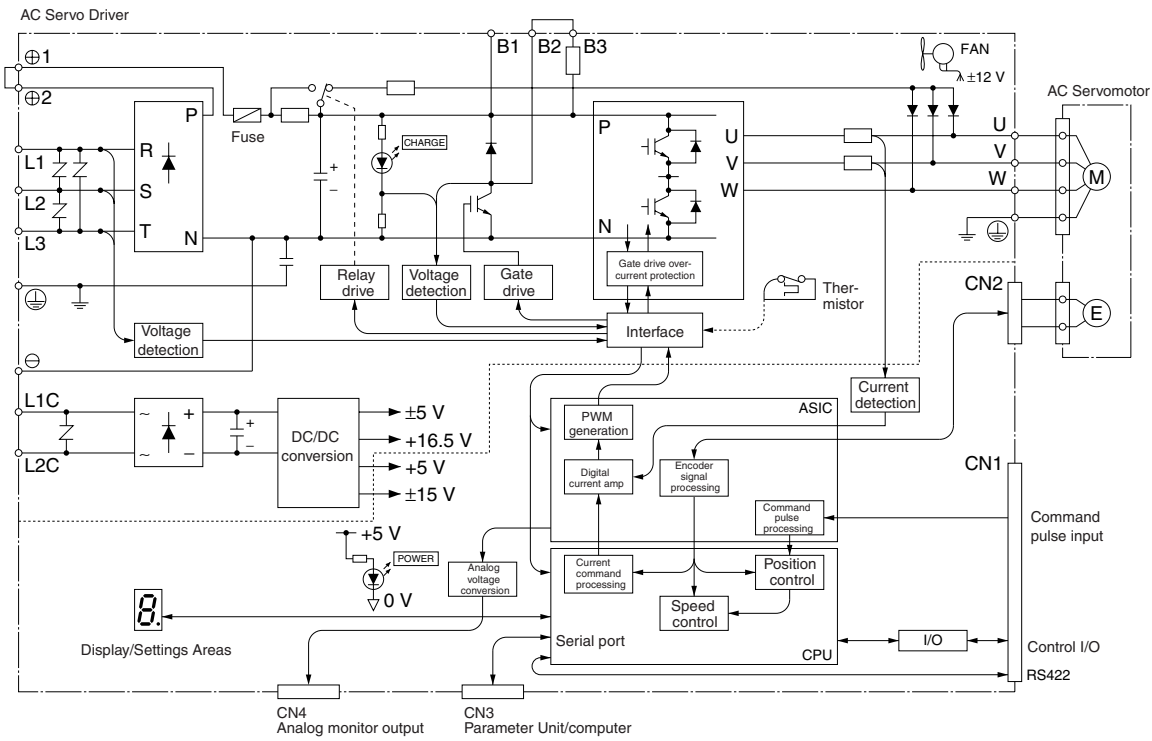 AC Servo Driver
⊕1
⊕2
B1
B2
B3
FAN
±12 V
AC Servomotor
P
Fuse
CHARGE
P
U
V
W
U
V
W
M
L1
L2
L3
R
S
T
N
+
−
N
Gate drive over-
current protection
Relay
drive
Voltage
detection
Gate
drive
Ther-
mistor
CN2
E
Voltage
detection
Interface
⊖
L1C
L2C
~
~
+
−
+
−
DC/DC
conversion
±5 V
+16.5 V
+5 V
±15 V
Current
detection
ASIC
PWM
generation
Digital
current amp
Encoder
signal
processing
CN1
Command
pulse
processing
Command
pulse input
+5 V
POWER
0 V
Analog
voltage
conversion
Current
command
processing
Position
control
Speed
control
8.
Display/Settings Areas
Serial port
CPU
I/O
Control I/O
RS422
CN4
Analog monitor output
CN3
Parameter Unit/computer